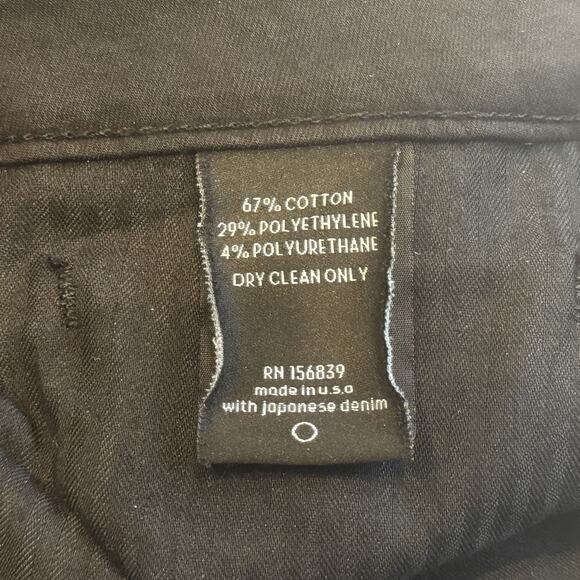 67% COTTON
29% POLYETHYLENE
4% POLYURETHANE
DRY CLEAN ONLY
RN 156839
made in u.s.a
with japanese denim